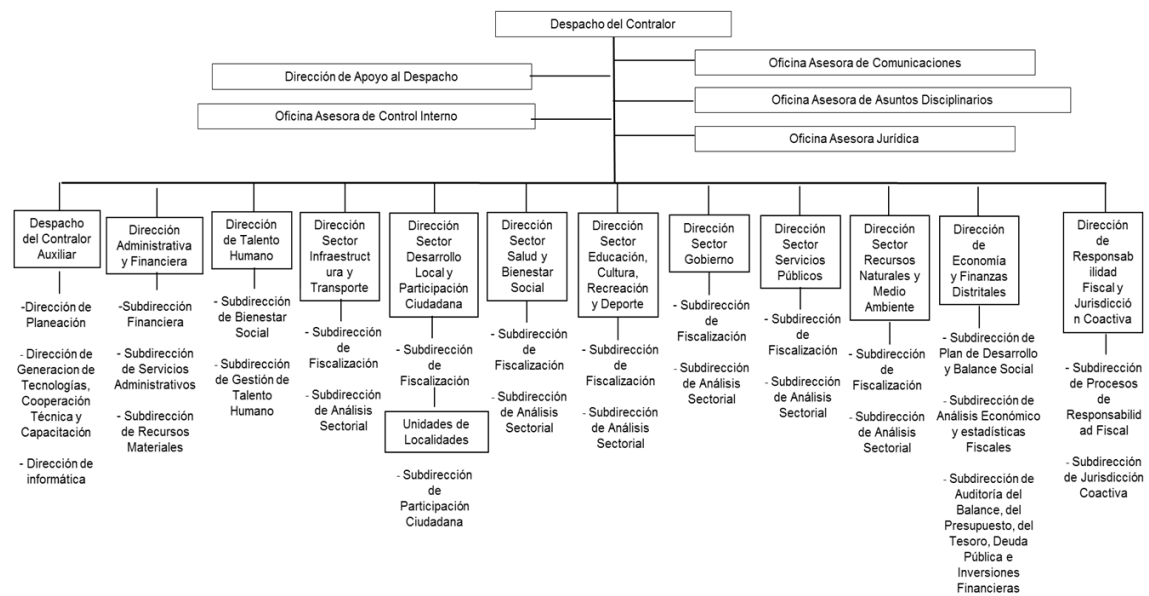 Despacho del Contralor
Dirección de Apoyo al Despacho
Oficina Asesora de Control Interno
Oficina Asesora de Comunicaciones
Oficina Asesora de Asuntos Disciplinarios
Oficina Asesora Jurídica
Despacho
del Contralor
Auxiliar
-Dirección de
Planeación
- Dirección de
Generacion de
Tecnologías,
Cooperación
Técnica y
Capacitación
- Dirección de
informática
Dirección
Administrativa
y Financiera
-Subdirección
Financiera
- Subdirección
de Servicios
Administrativos
- Subdirección
de Recursos
Materiales
Dirección
de Talento
Humano
- Subdirección
de Bienestar
Social
- Subdirección
de Gestión de
Talento
Humano
Dirección
Sector
Infraestruct
ura y
Transporte
- Subdirección
de
Fiscalización
- Subdirección
de Análisis
Sectorial
Dirección
Sector
Desarrollo
Local y
Participación
Ciudadana
- Subdirección
de
Fiscalización
Unidades de
Localidades
- Subdirección
de
Participación
Ciudadana
Dirección
Sector
Salud y
Bienestar
Social
- Subdirección
de
Fiscalización
- Subdirección
de Análisis
Sectorial
Dirección
Sector
Educación,
Cultura,
Recreación
y Deporte
- Subdirección
de
Fiscalización
- Subdirección
de Análisis
Sectorial
Dirección
Sector
Gobierno
- Subdirección
de
Fiscalización
- Subdirección
de Análisis
Sectorial
Dirección
Sector
Servicios
Públicos
- Subdirección
de
Fiscalización
- Subdirección
de Análisis
Sectorial
Dirección
Sector
Recursos
Naturales y
Medio
Ambiente
- Subdirección
de
Fiscalización
- Subdirección
de Análisis
Sectorial
Dirección
de
Economía
y Finanzas
Distritales
- Subdirección de
Plan de Desarrollo
y Balance Social
- Subdirección de
Análisis Económico
y estadísticas
Fiscales
- Subdirección de
Auditoría del
Balance, del
Presupuesto, del
Tesoro, Deuda
Pública e
Inversiones
Financieras
Dirección
de
Responsab
ilidad
Fiscal y
Jurisdicció
n Coactiva
- Subdirección
de Procesos
de
Responsabilid
ad Fiscal
- Subdirección
de Jurisdicción
Coactiva